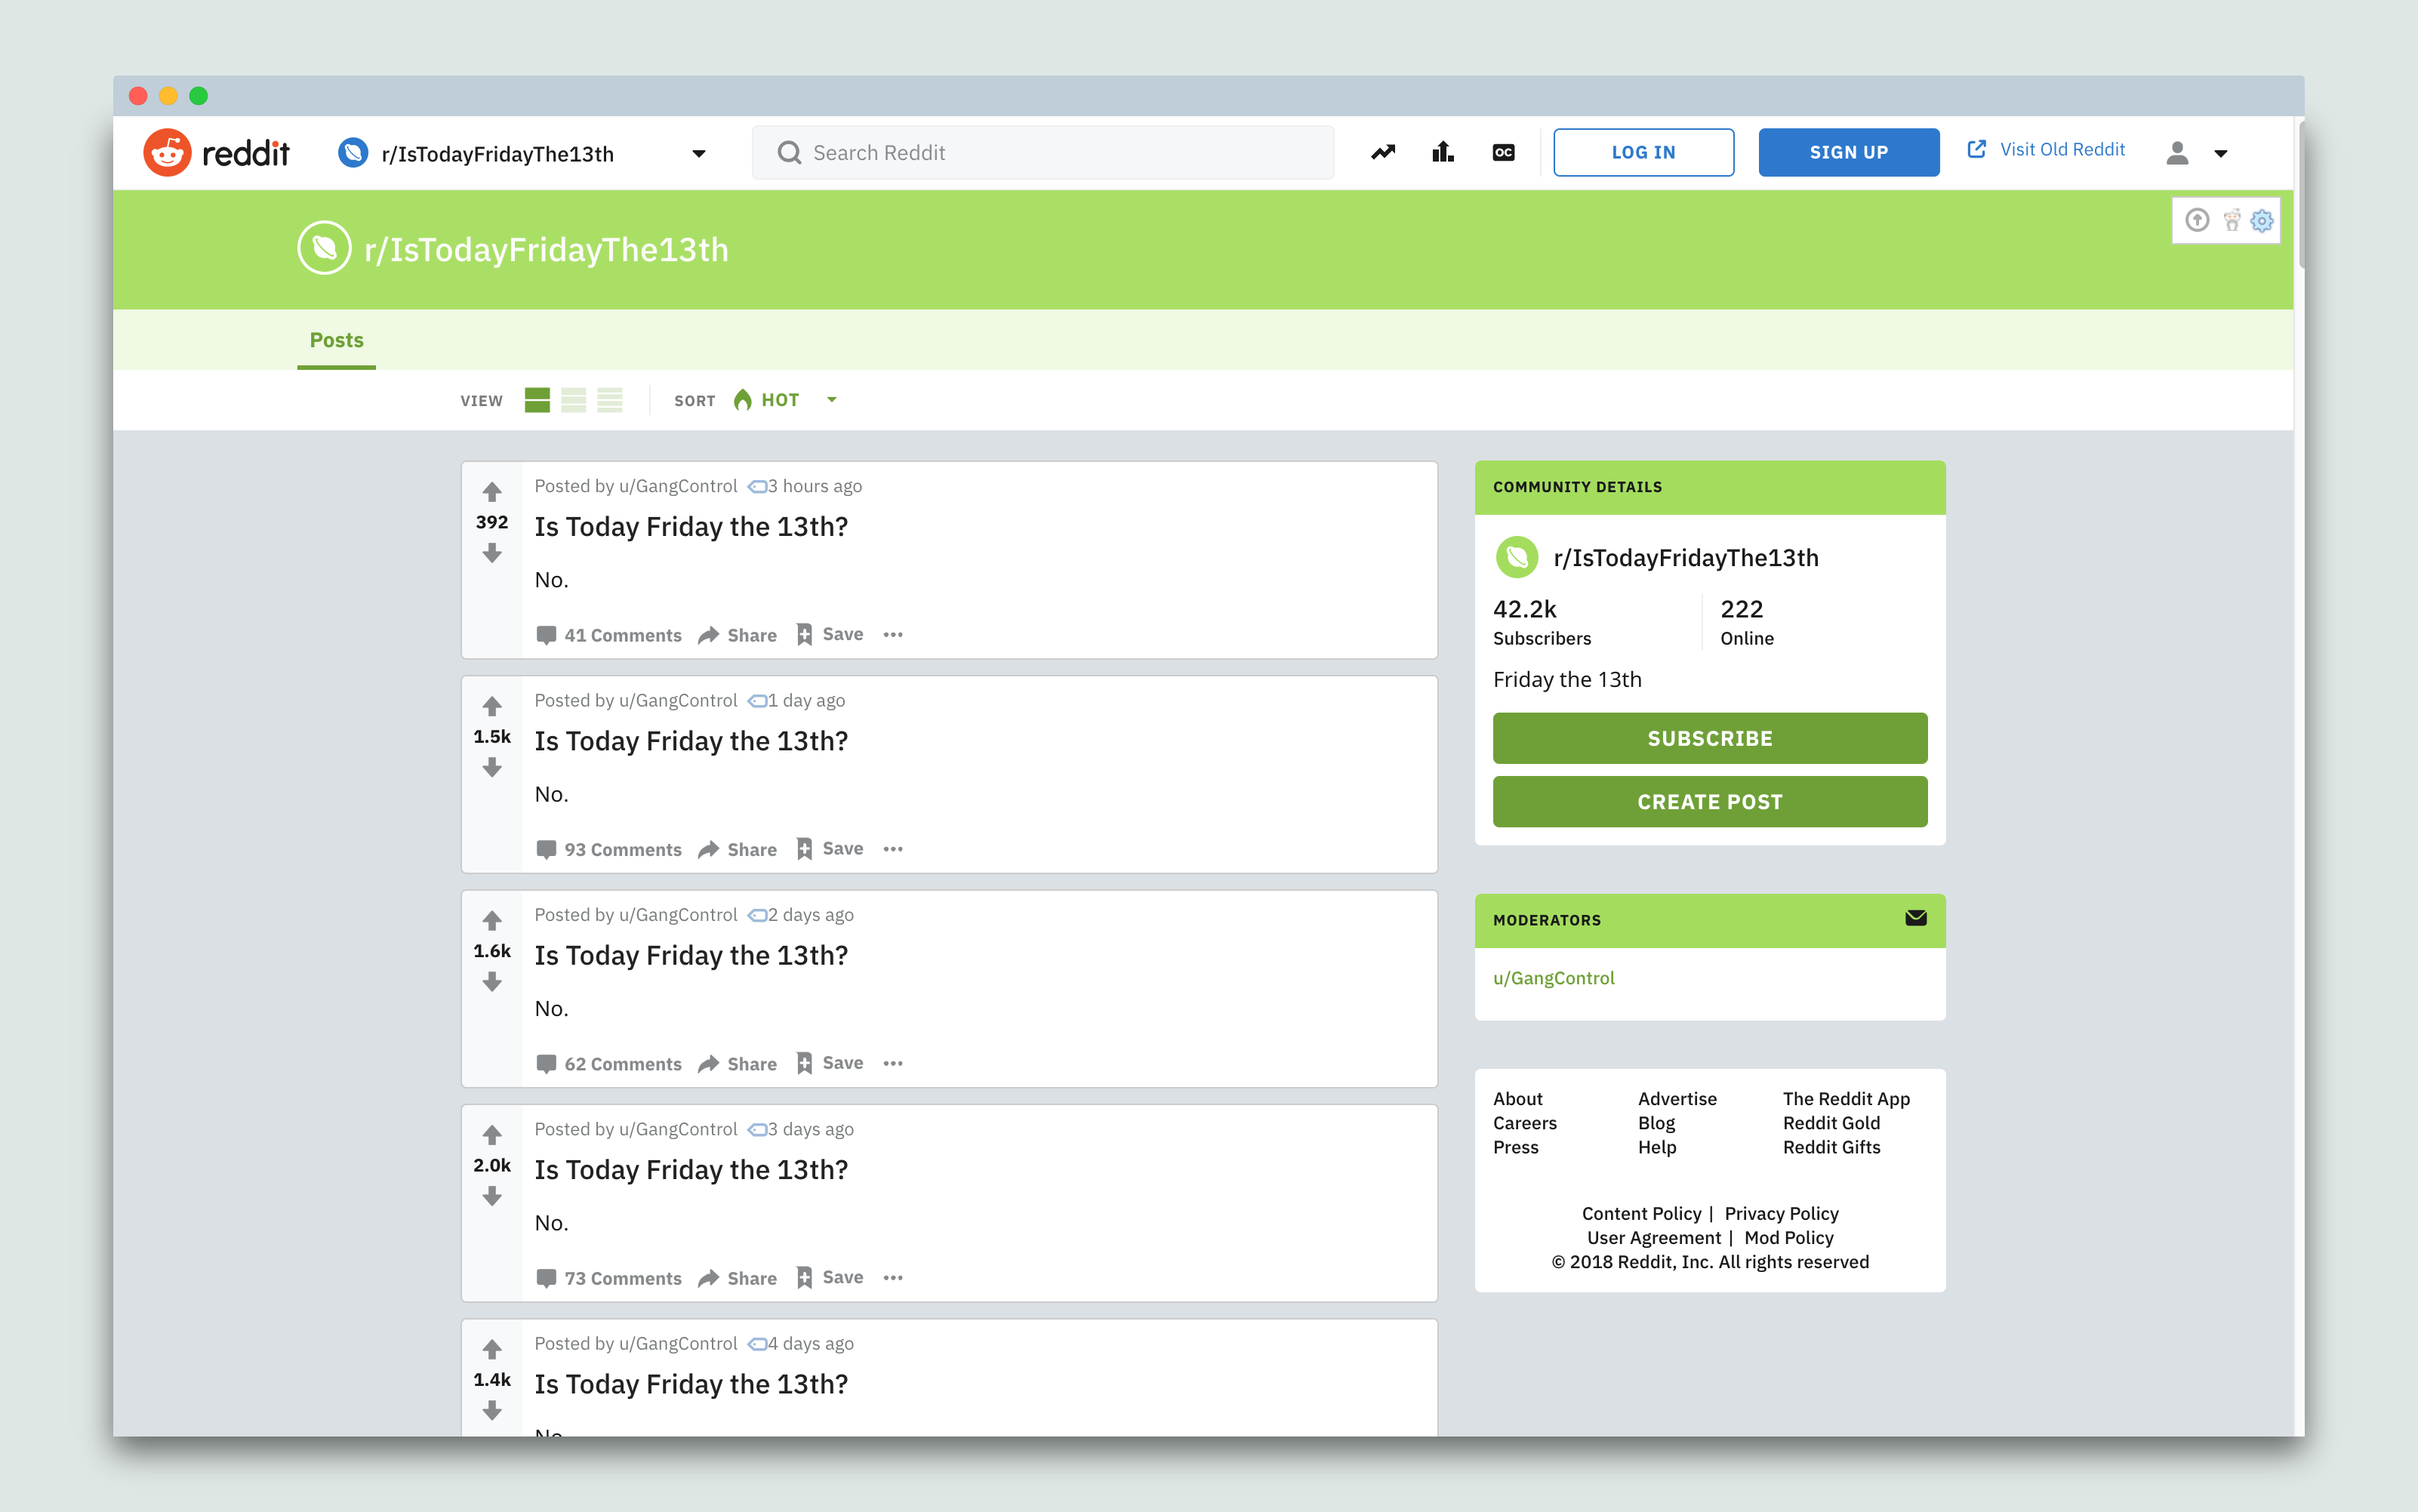 reddit
r/IsTodayFridayThe13th
Search Reddit
OC
LOG IN
SIGN UP
Visit Old Reddit
r/IsTodayFridayThe13th
Posts
VIEW
SORT
HOT
392
Posted by u/GangControl 3 hours ago
Is Today Friday the 13th?
No.
41 Comments
Share
Save
1.5k
Posted by u/GangControl 1 day ago
Is Today Friday the 13th?
No.
93 Comments
Share
Save
1.6k
Posted by u/GangControl 2 days ago
Is Today Friday the 13th?
No.
62 Comments
Share
Save
2.0k
Posted by u/GangControl 3 days ago
Is Today Friday the 13th?
No.
73 Comments
Share
Save
1.4k
Posted by u/GangControl 4 days ago
Is Today Friday the 13th?
No
COMMUNITY DETAILS
r/IsTodayFridayThe13th
42.2k
Subscribers
222
Online
Friday the 13th
SUBSCRIBE
CREATE POST
MODERATORS
u/GangControl
About
Careers
Press
Advertise
Blog
Help
The Reddit App
Reddit Gold
Reddit Gifts
Content Policy | Privacy Policy
User Agreement | Mod Policy
© 2018 Reddit, Inc. All rights reserved